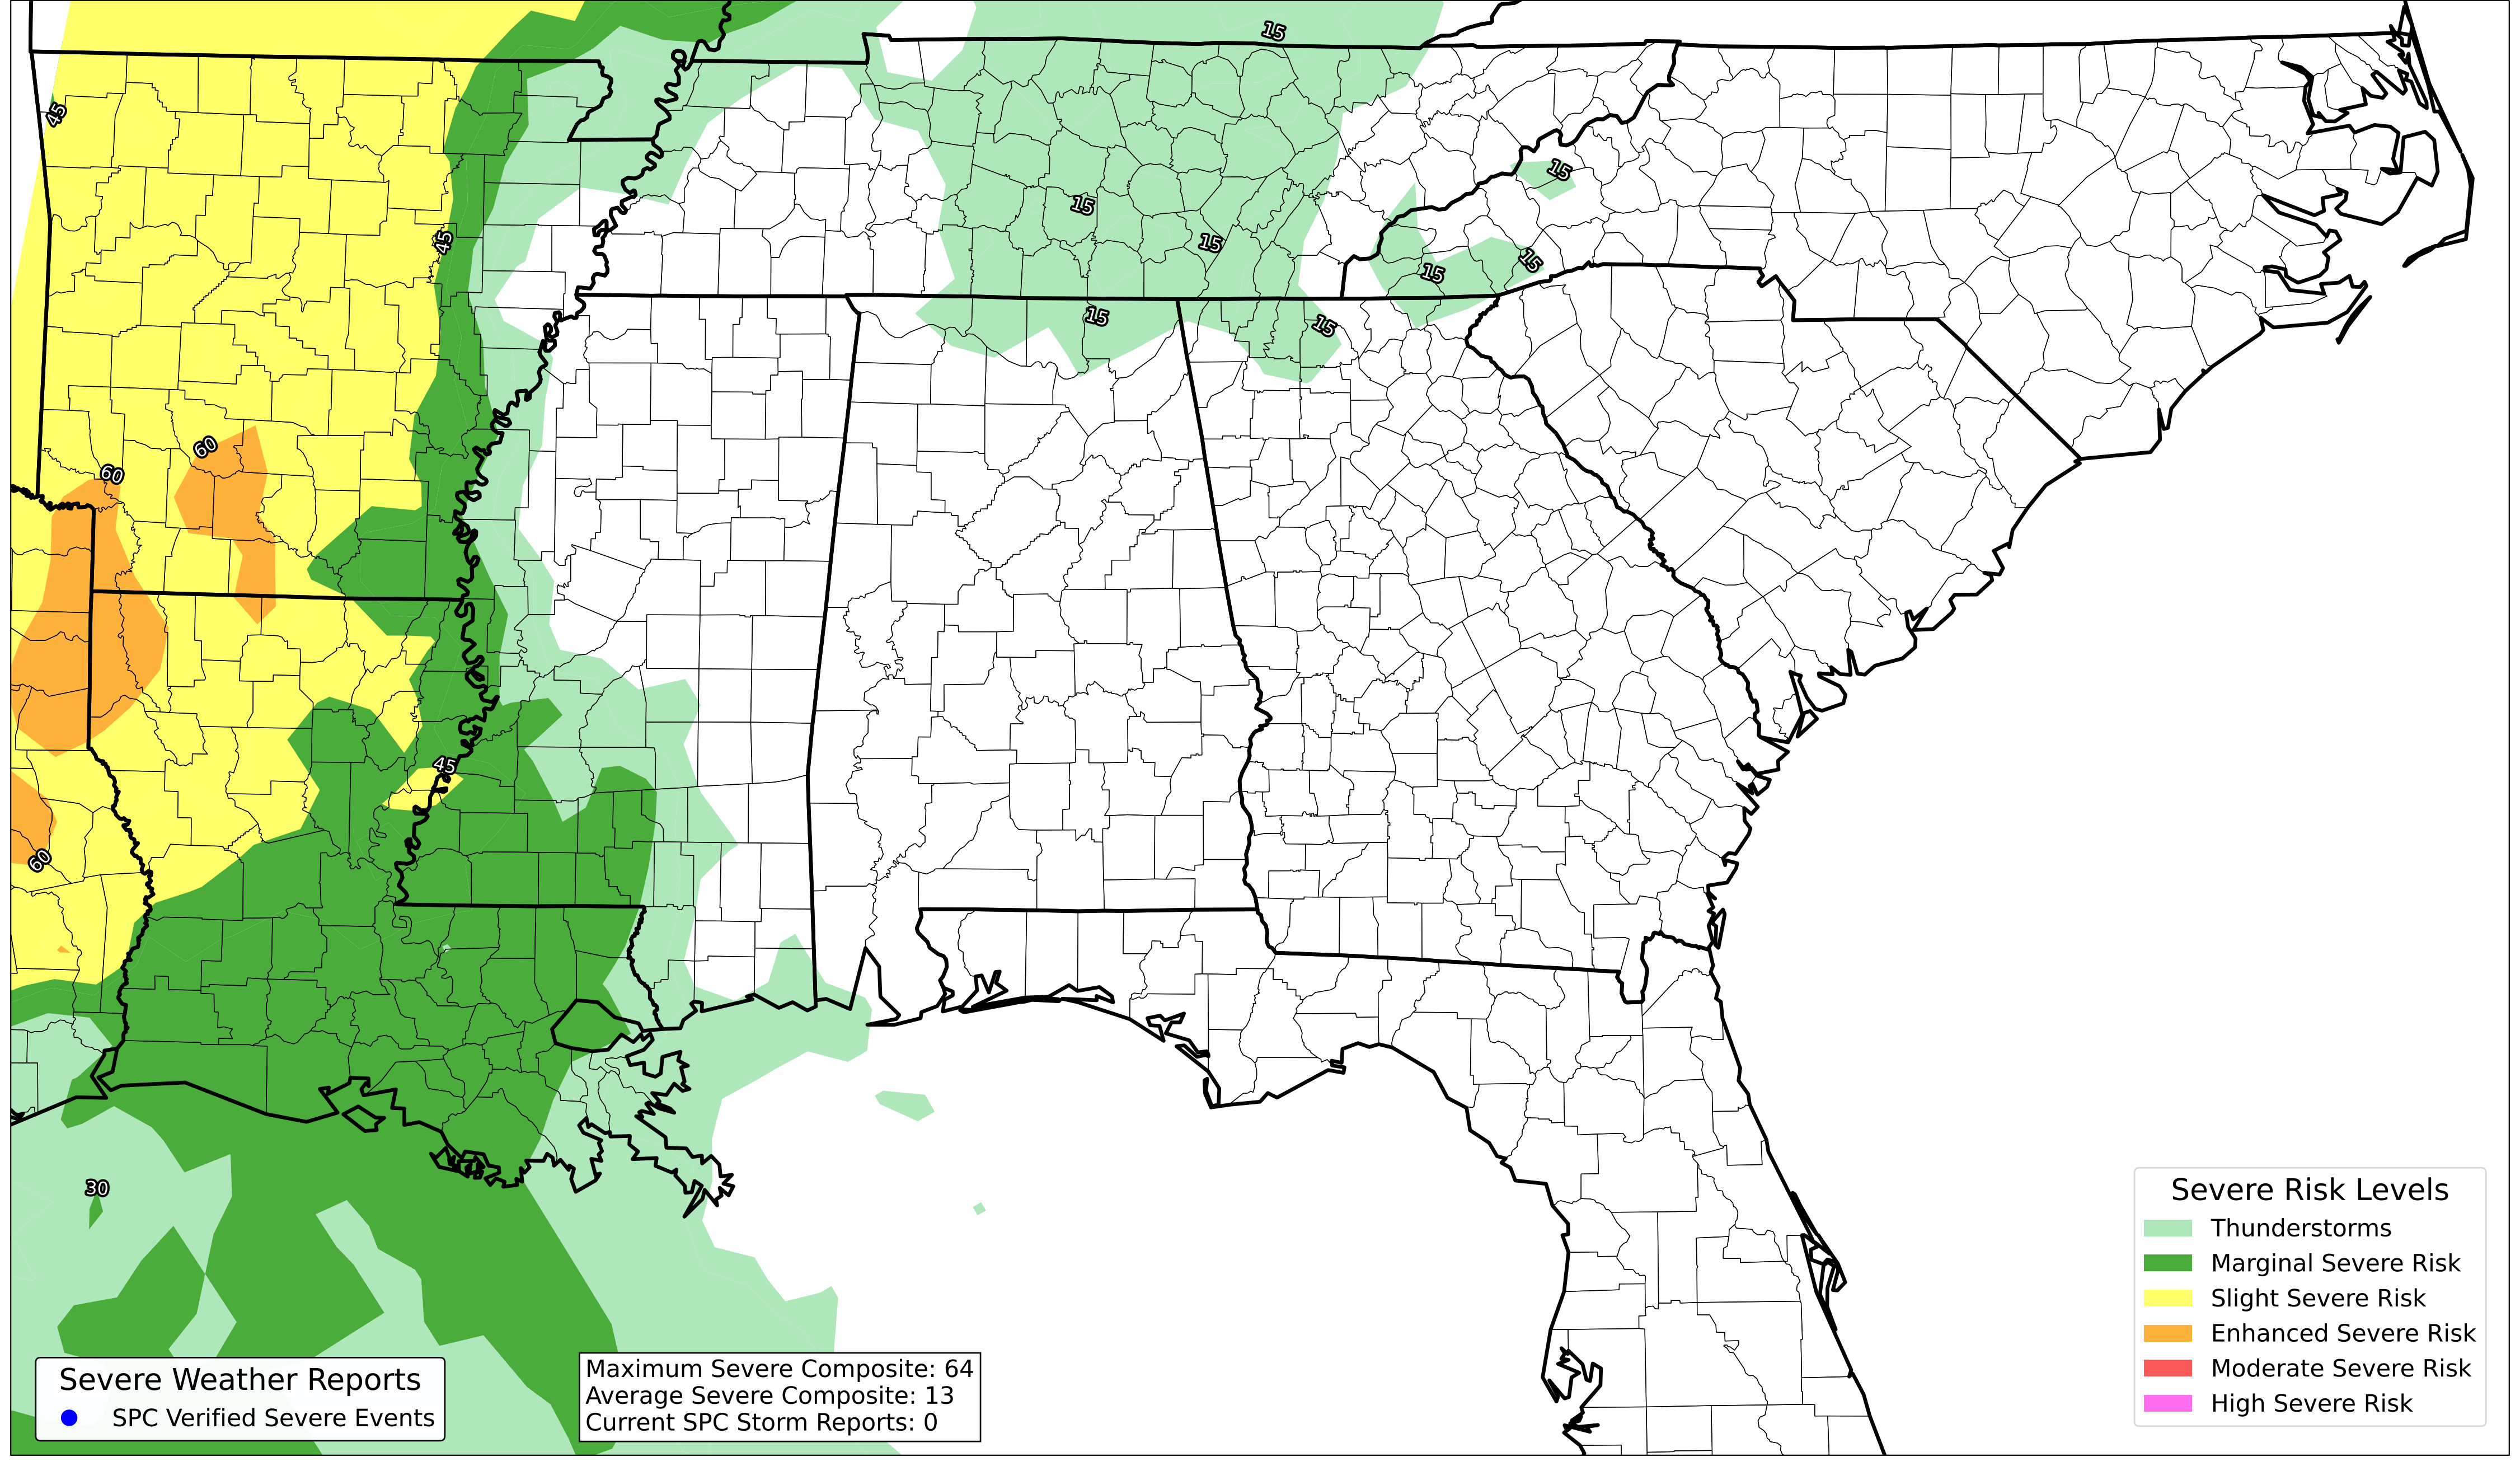 15
45
15
15
45
15
15
15
15
15
60
60
45
60
30
Severe Risk Levels
Thunderstorms
Marginal Severe Risk
Slight Severe Risk
Enhanced Severe Risk
Moderate Severe Risk
High Severe Risk
Severe Weather Reports
SPC Verified Severe Events
Maximum Severe Composite: 64
Average Severe Composite: 13
Current SPC Storm Reports: 0